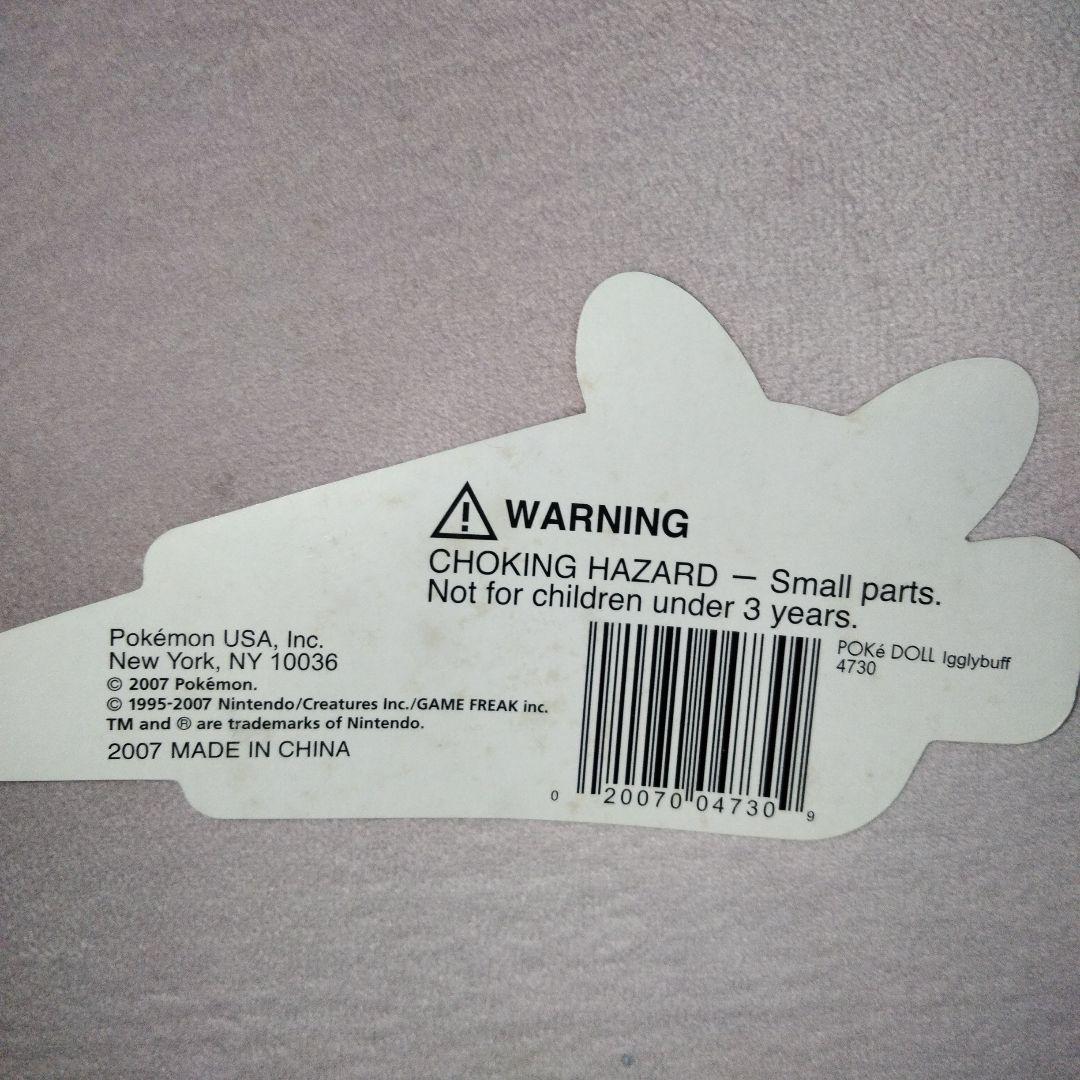 WARNING
CHOKING HAZARD — Small parts.
Not for children under 3 years.
Pokémon USA, Inc.
New York, NY 10036
© 2007 Pokémon.
© 1995-2007 Nintendo/Creatures Inc./GAME FREAK inc.
TM and ® are trademarks of Nintendo.
2007 MADE IN CHINA
POKé DOLL Igglybuff
4730
0 20070 04730 9